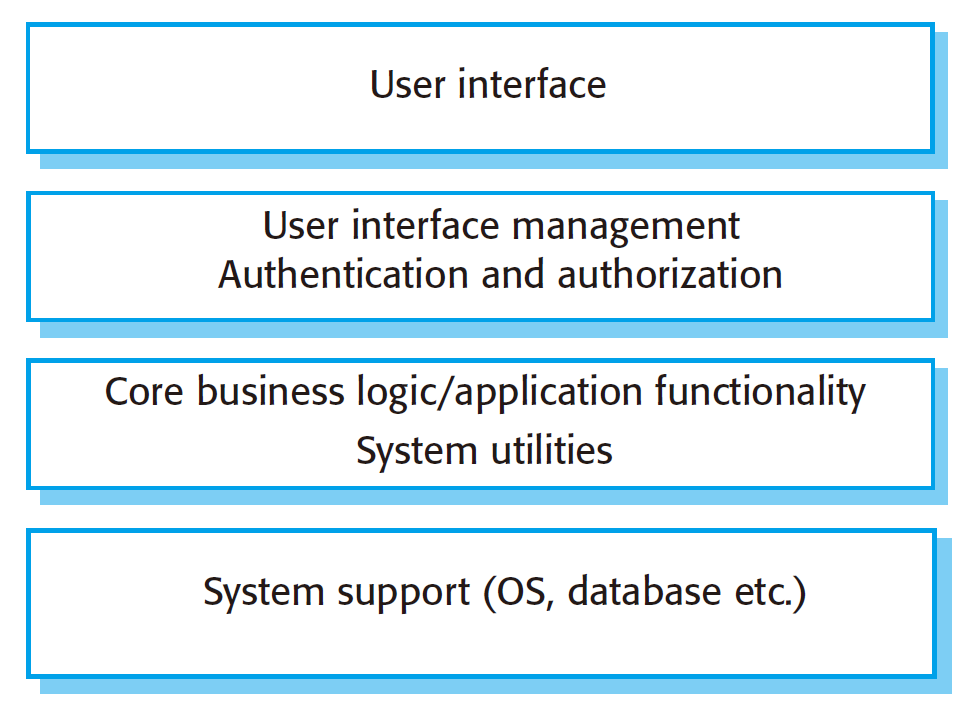 User interface
User interface management
Authentication and authorization
Core business logic/application functionality
System utilities
System support (OS, database etc.)